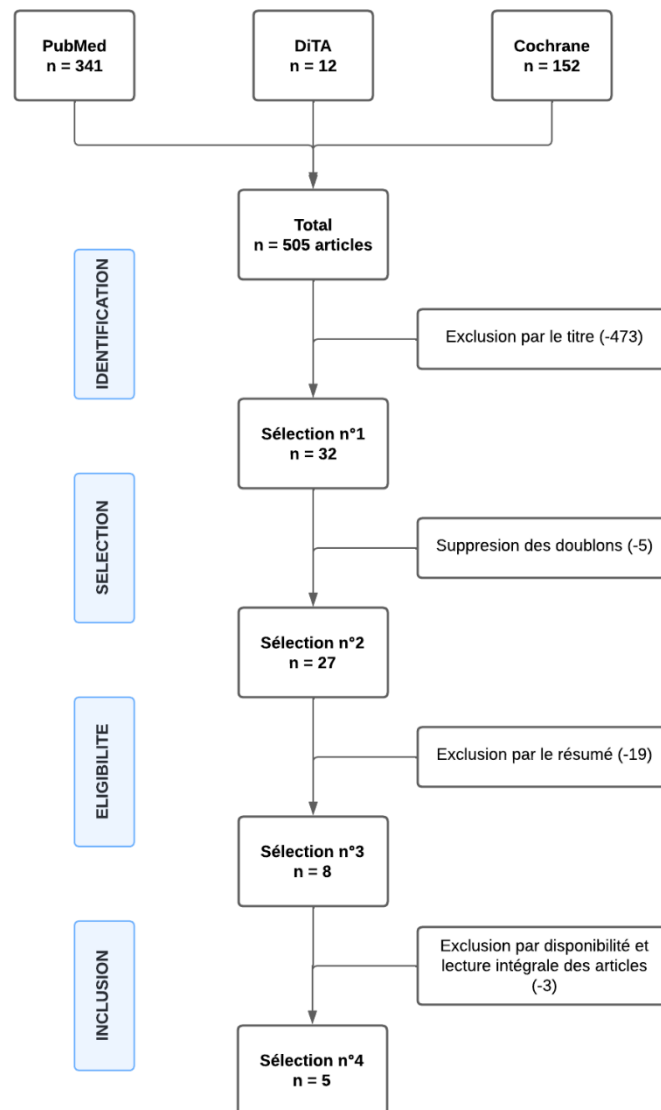 PubMed
n = 341
DiTA
n = 12
Cochrane
n = 152
Total
n = 505 articles
IDENTIFICATION
Exclusion par le titre (-473)
Sélection n°1
n = 32
SELECTION
Suppresion des doublons (-5)
Sélection n°2
n = 27
ELIGIBILITE
Exclusion par le résumé (-19)
Sélection n°3
n = 8
INCLUSION
Exclusion par disponibilité et
lecture intégrale des articles
(-3)
Sélection n°4
n = 5